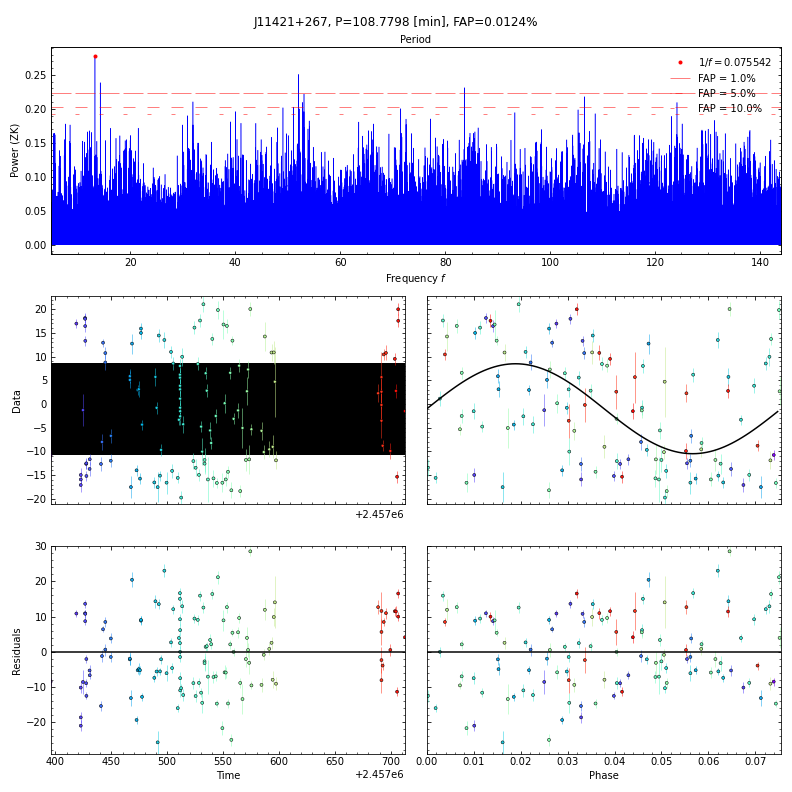 J11421+267, P=108.7798 [min], FAP=0.0124%
Period
Power (ZK)
0.25
0.20
0.15
0.10
0.05
0.00
1/f = 0.075542
FAP = 1.0%
FAP = 5.0%
FAP = 10.0%
20 40 60 80 100 120 140
Frequency f
Data
20
15
10
5
0
−5
−10
−15
−20
+2.457e6
Residuals
30
20
10
0
−10
−20
400 450 500 550 600 650 700
Time
+2.457e6
0.00 0.01 0.02 0.03 0.04 0.05 0.06 0.07
Phase